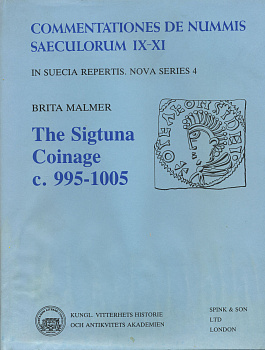 COMMENTATIONES DE NUMMIS
SAECULORUM IX-XI
IN SUECIA REPERTIS. NOVA SERIES 4
BRITA MALMER
The Sigtuna
Coinage
c. 995-1005
KUNGL. VITTERHETS HISTORIE
OCH ANTIKVITETS AKADEMIEN
SPINK & SON
LTD
LONDON